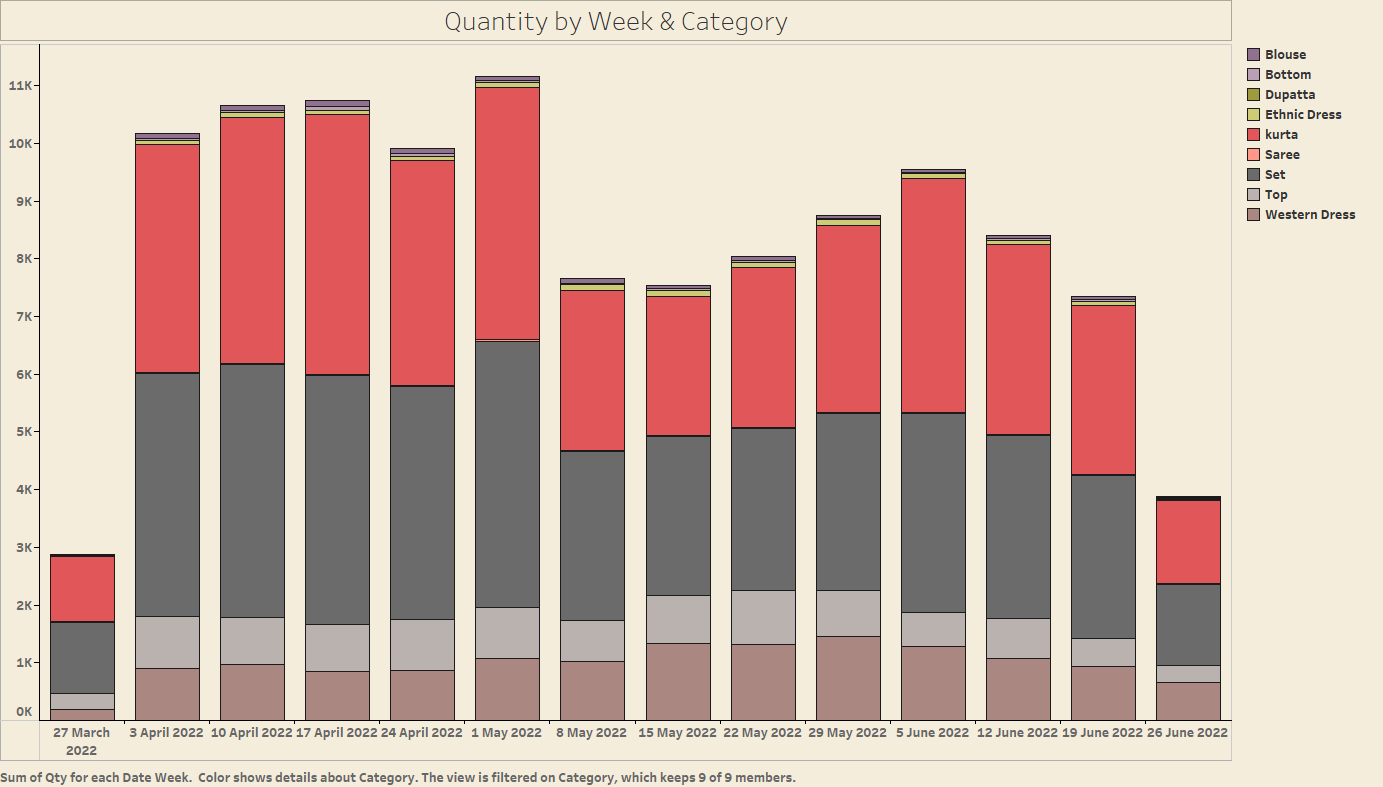 Quantity by Week & Category
Blouse
Bottom
Dupatta
Ethnic Dress
kurta
Saree
Set
Top
Western Dress
11K
10K
9K
8K
7K
6K
5K
4K
3K
2K
1K
0K
27 March 2022
3 April 2022
10 April 2022
17 April 2022
24 April 2022
1 May 2022
8 May 2022
15 May 2022
22 May 2022
29 May 2022
5 June 2022
12 June 2022
19 June 2022
26 June 2022
Sum of Qty for each Date Week.  Color shows details about Category. The view is filtered on Category, which keeps 9 of 9 members.